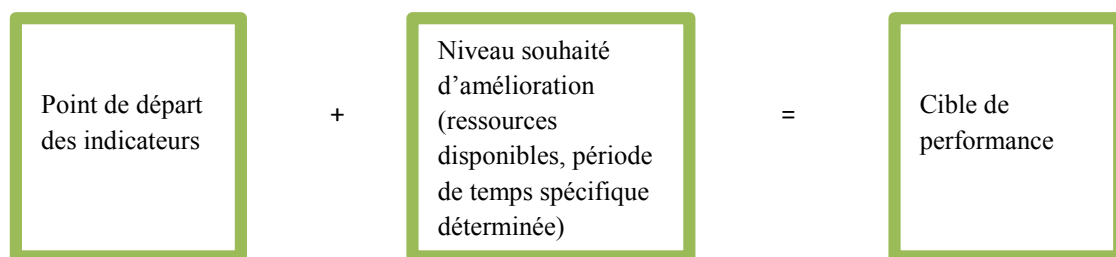 Point de départ
des indicateurs
+
Niveau souhaité
d’amélioration
(ressources
disponibles, période
de temps spécifique
déterminée)
=
Cible de
performance